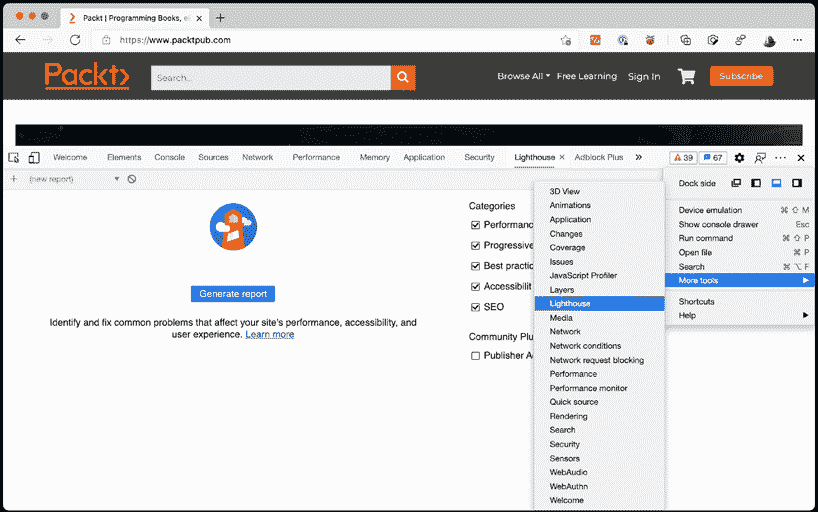 Packt | Programming Books, e
https://www.packtpub.com
Packt
Search...
Browse All
Free Learning
Sign In
Subscribe
Welcome
Elements
Console
Sources
Network
Performance
Memory
Application
Security
Lighthouse
Adblock Plus
39
67
(new report)
Generate report
Identify and fix common problems that affect your site's performance, accessibility, and
user experience. Learn more
Categories
Performanc
Progressive
Best practic
Accessibilit
SEO
Community Plu
Publisher A
3D View
Animations
Application
Changes
Coverage
Issues
JavaScript Profiler
Layers
Lighthouse
Media
Network
Network conditions
Network request blocking
Performance
Performance monitor
Quick source
Rendering
Search
Security
Sensors
WebAudio
WebAuthn
Welcome
Dock side
Device emulation ⌘ ⇧ M
Show console drawer Esc
Run command ⌘ ⇧ P
Open file ⌘ P
Search ⌘ ⌥ F
More tools
Shortcuts
Help